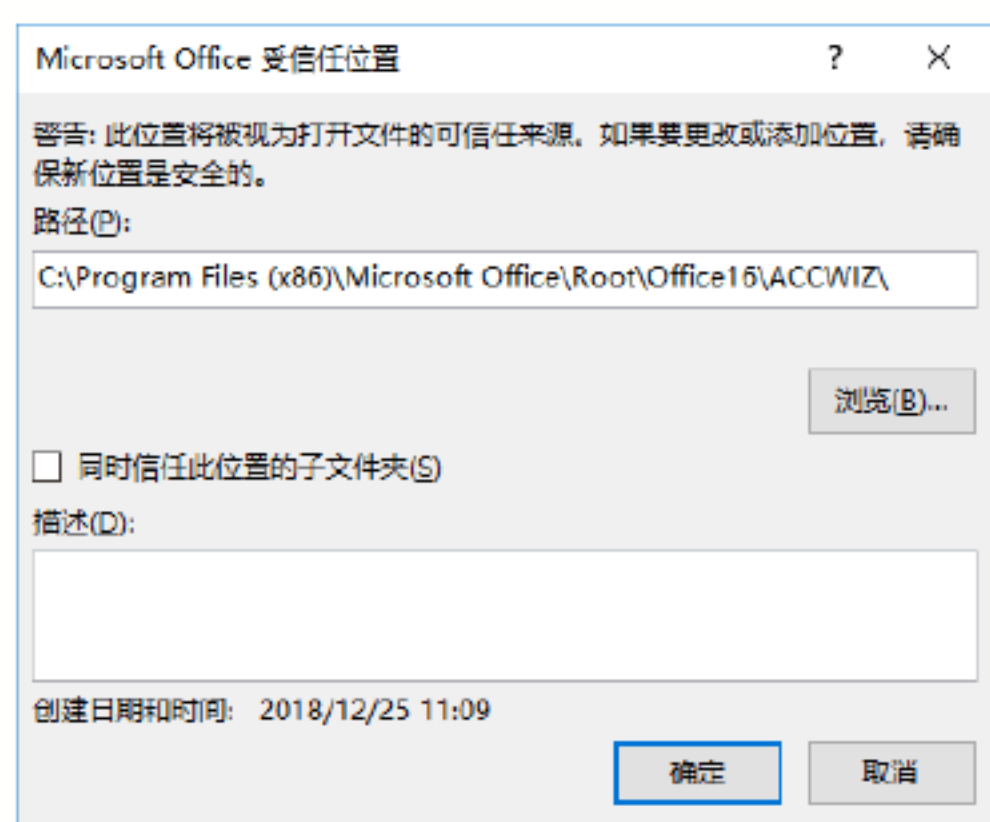 Microsoft Office 受信任位置
警告: 此位置将被视为打开文件的可信任来源。如果要更改或添加位置，请确
保新位置是安全的。
路径(P):
C:\Program Files (x86)\Microsoft Office\Root\Office16\ACCWIZ\
浏览(B)...
同时信任此位置的子文件夹(S)
描述(D):
创建日期和时间: 2018/12/25 11:09
确定 取消